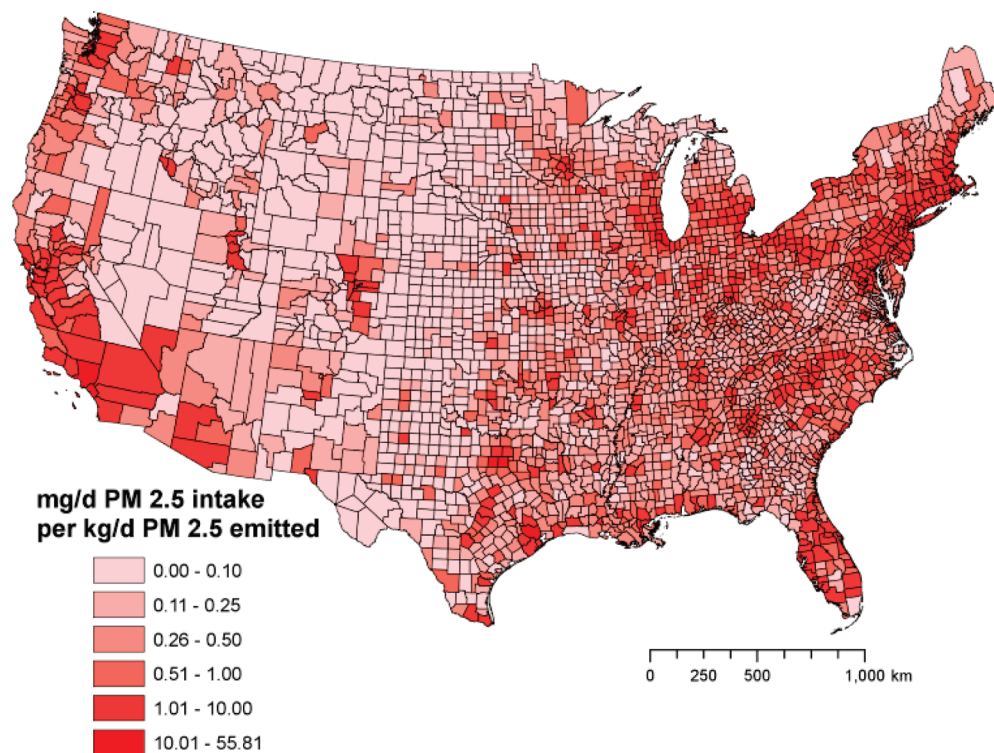 mg/d PM 2.5 intake
per kg/d PM 2.5 emitted
0.00 - 0.10
0.11 - 0.25
0.26 - 0.50
0.51 - 1.00
1.01 - 10.00
10.01 - 55.81
0 250 500 1,000 km